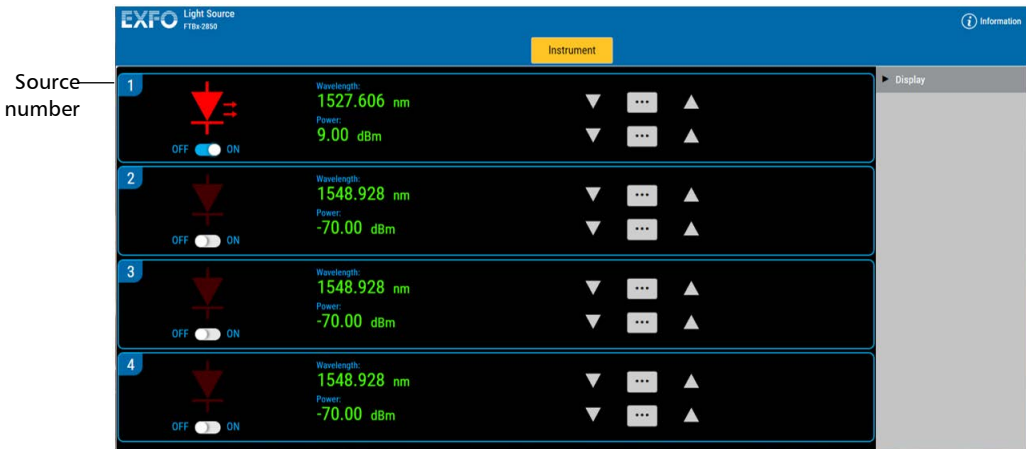 EXFO Light Source
FTBx-2850
Information
Instrument
Source
number
Display
1
Wavelength:
1527.606 nm
Power:
9.00 dBm
OFF ON
2
Wavelength:
1548.928 nm
Power:
-70.00 dBm
OFF ON
3
Wavelength:
1548.928 nm
Power:
-70.00 dBm
OFF ON
4
Wavelength:
1548.928 nm
Power:
-70.00 dBm
OFF ON